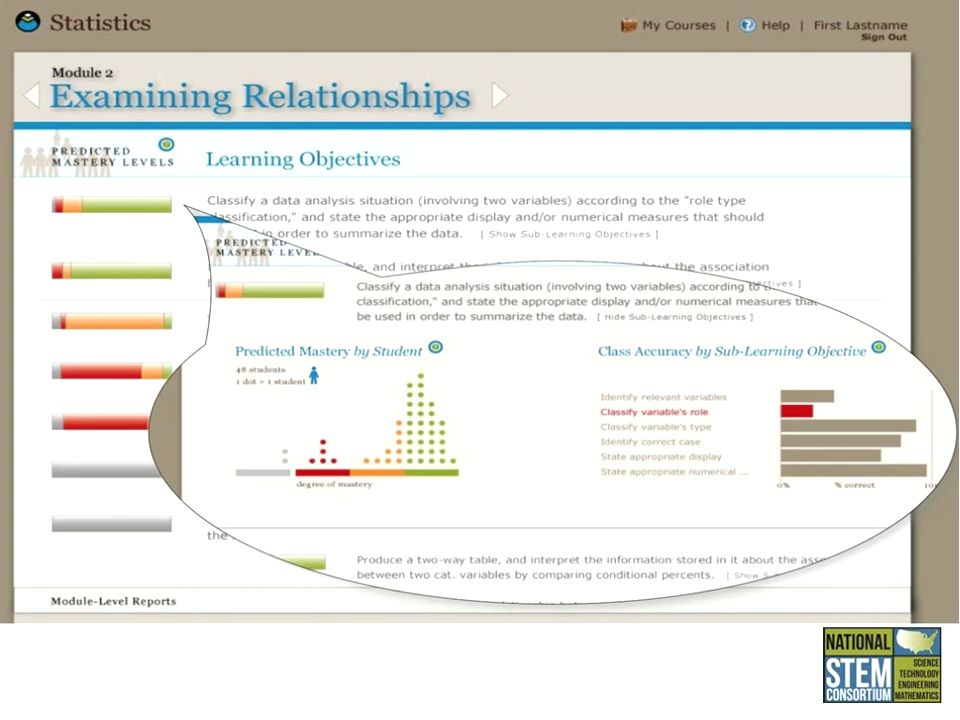 Statistics
My Courses | Help | First Lastname
Sign Out
Module 2
Examining Relationships
PREDICTED
MASTERY LEVELS
Learning Objectives
Classify a data analysis situation (involving two variables) according to the "role type
classification," and state the appropriate display and/or numerical measures that should
in order to summarize the data. [ Show Sub-Learning Objectives ]
PREDICTED
MASTERY LEVE
, and interpret
the association
Classify a data analysis situation (involving two variables) according to
classification," and state the appropriate display and/or numerical measures
be used in order to summarize the data. [ Hide Sub-Learning Objectives ]
Predicted Mastery by Student
48 students
1 dot = 1 student
degree of mastery
Class Accuracy by Sub-Learning Objective
Identify relevant variables
Classify variable's role
Classify variable's type
Identify correct case
State appropriate display
State appropriate numerical ...
0% % correct
the
Produce a two-way table, and interpret the information stored in it about the
between two cat. variables by comparing conditional percents. [ Show
Module-Level Reports
NATIONAL
STEM
CONSORTIUM
SCIENCE
TECHNOLOGY
ENGINEERING
MATHEMATICS